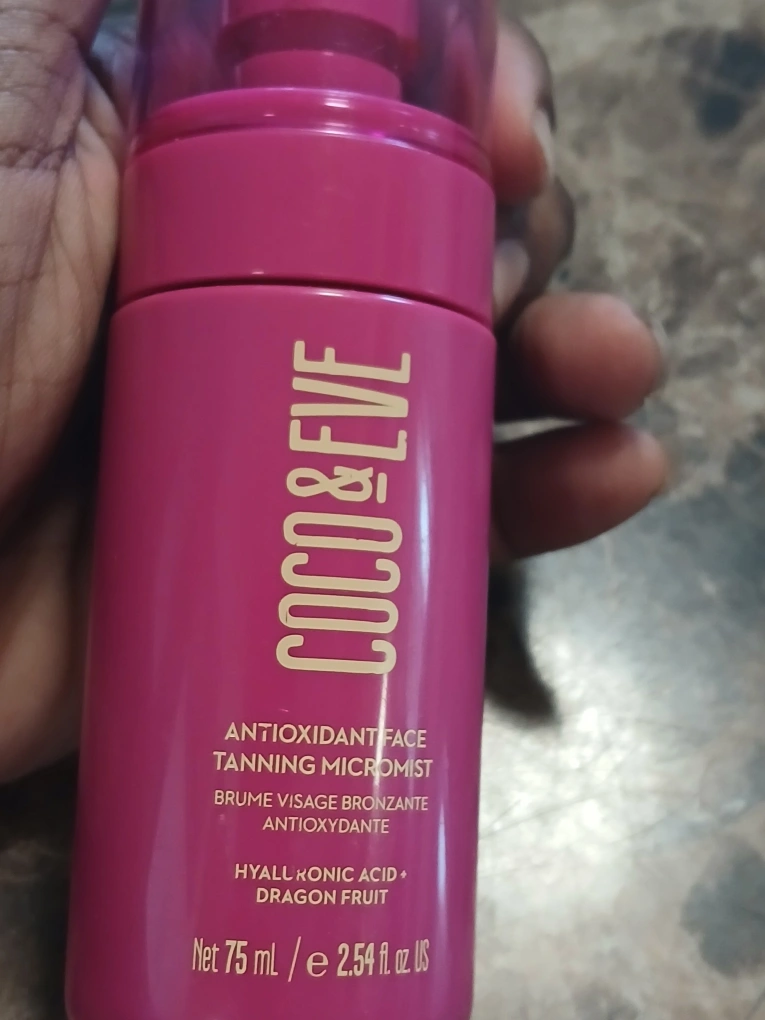 COCO & EVE
ANTIOXIDANT FACE
TANNING MICROMIST
BRUME VISAGE BRONZANTE
ANTIOXYDANTE
HYALURONIC ACID +
DRAGON FRUIT
Net 75 mL / e 2.54 fl. oz. US